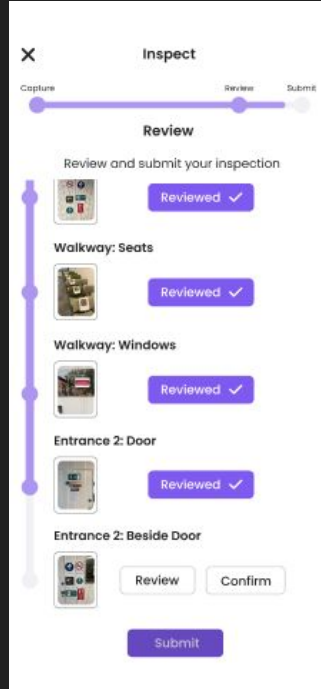 Inspect
Capture
Review
Submit
Review
Review and submit your inspection
Reviewed
Walkway: Seats
Reviewed
Walkway: Windows
Reviewed
Entrance 2: Door
Reviewed
Entrance 2: Beside Door
Review
Confirm
Submit